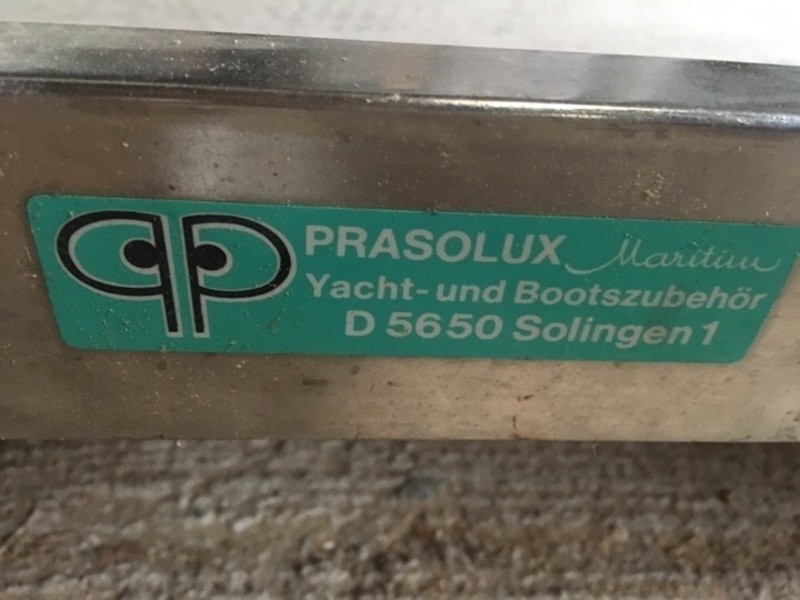 PRASOLUX Maritim
Yacht- und Bootszubehör
D 5650 Solingen 1